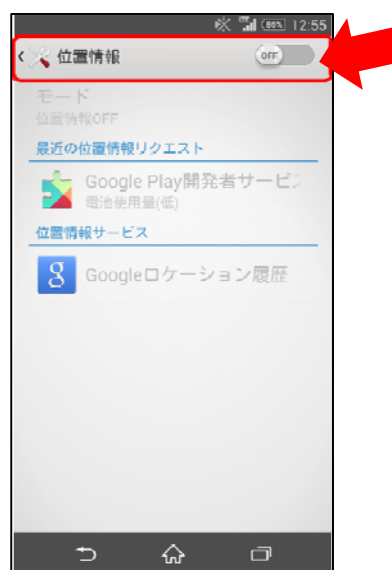 86% 12:55
位置情報 OFF
モード
位置情報OFF
最近の位置情報リクエスト
Google Play開発者サービ
電池使用量(低)
位置情報サービス
g Googleロケーション履歴